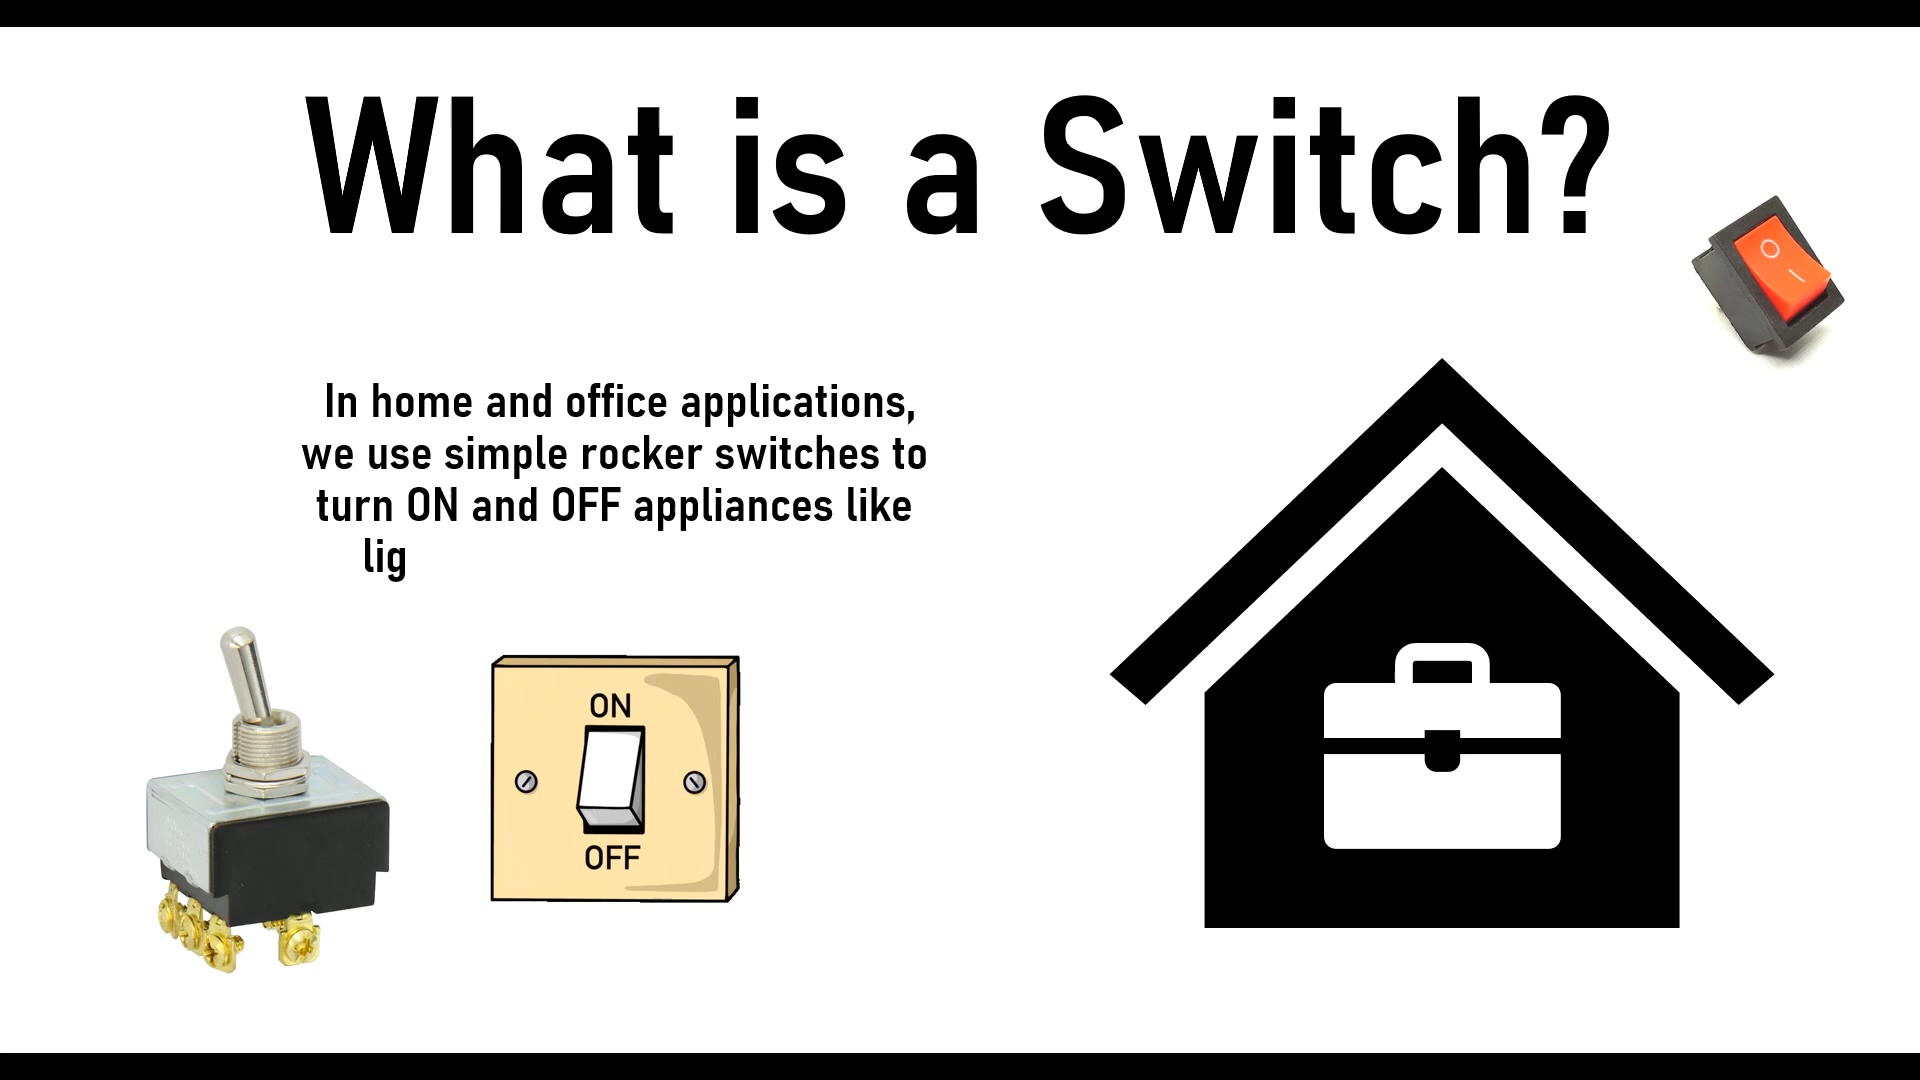 What is a Switch?
In home and office applications,
we use simple rocker switches to
turn ON and OFF appliances like
lig
ON
OFF